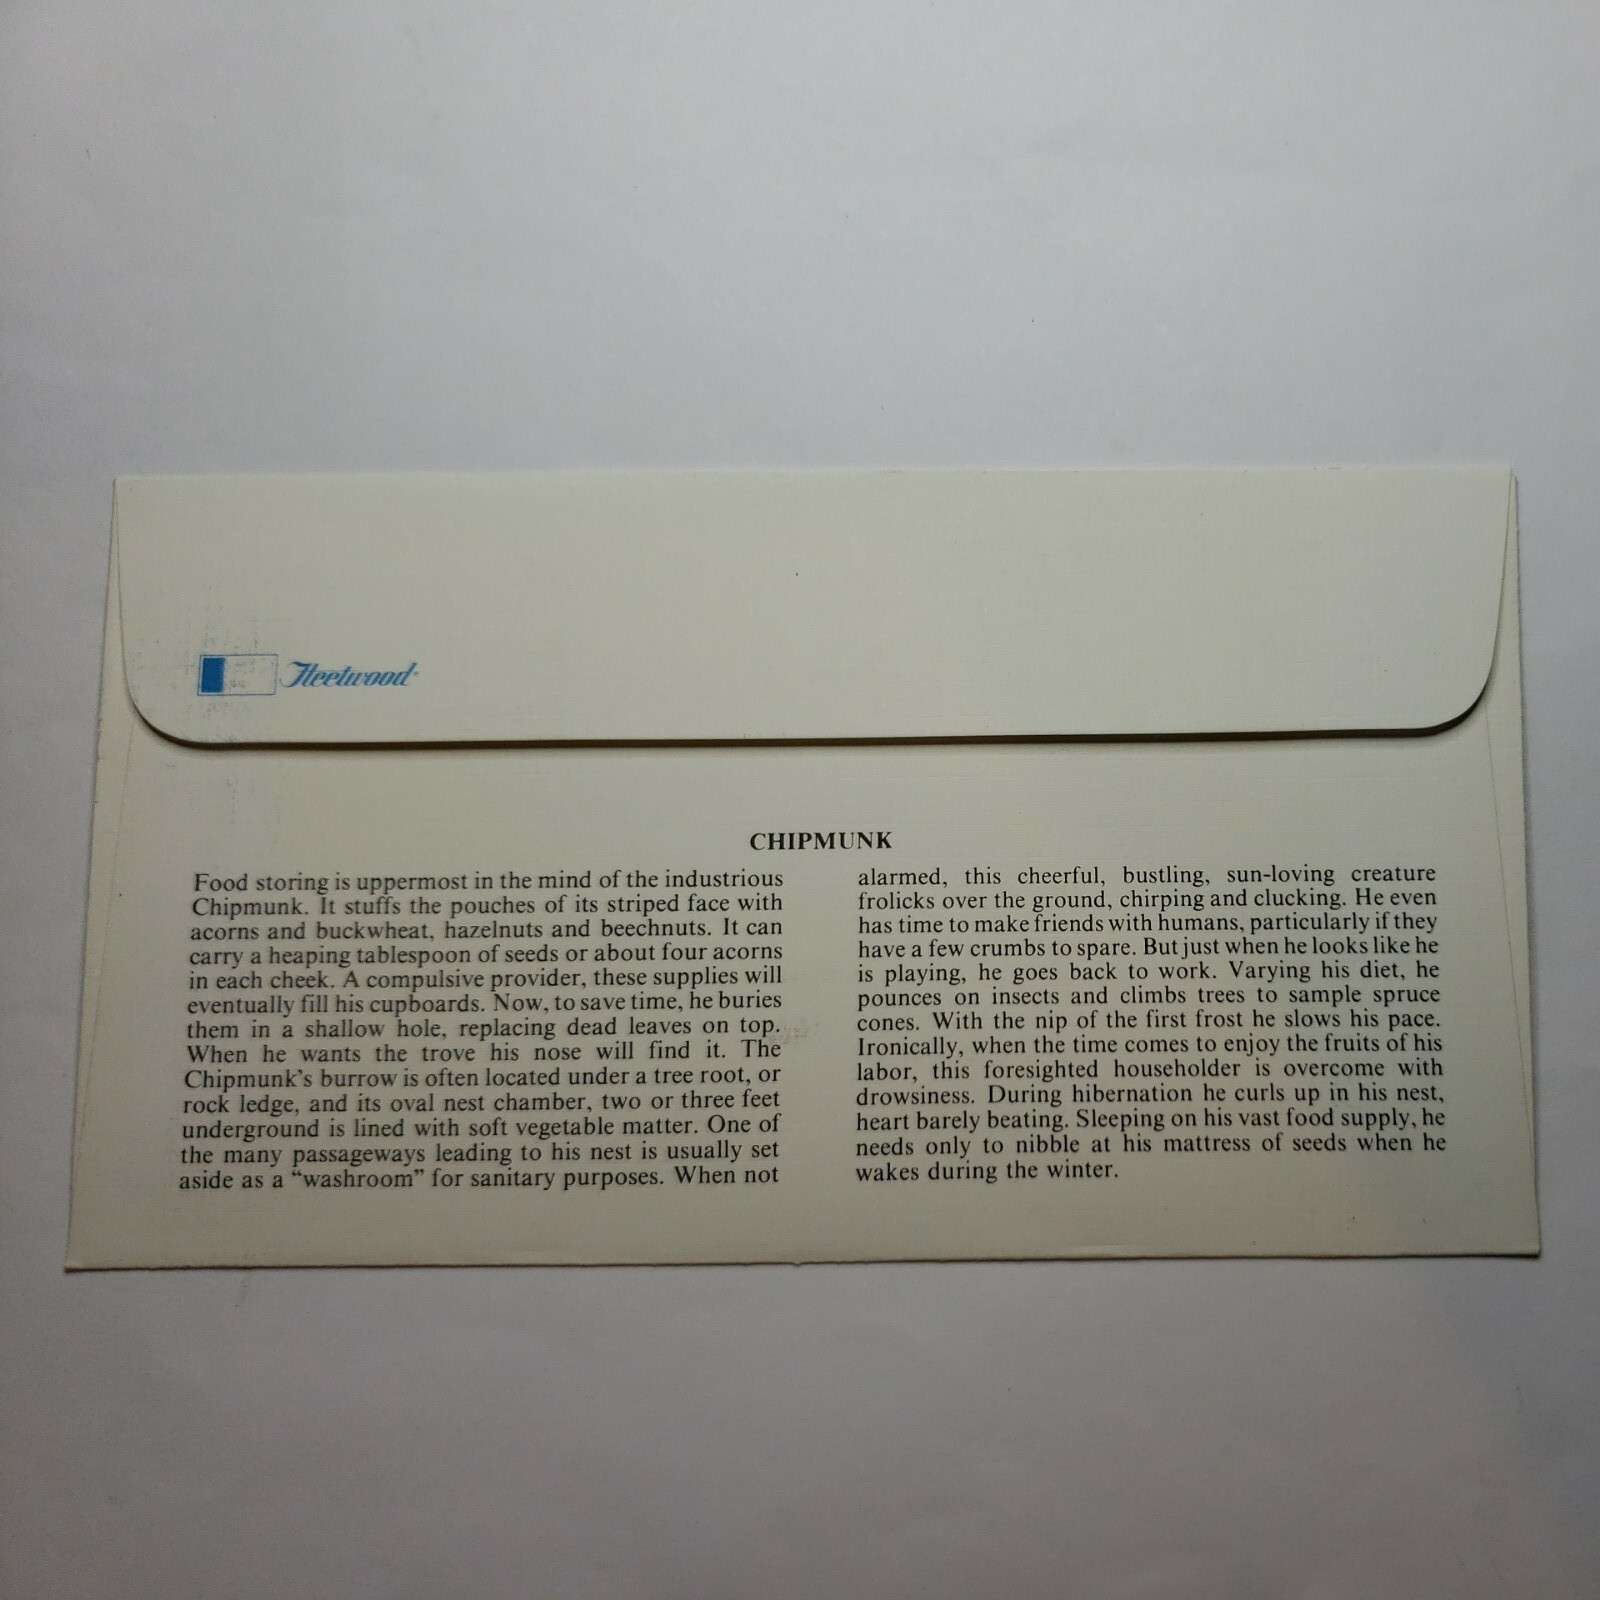 Fleetwood
CHIPMUNK
Food storing is uppermost in the mind of the industrious
Chipmunk. It stuffs the pouches of its striped face with
acorns and buckwheat, hazelnuts and beechnuts. It can
carry a heaping tablespoon of seeds or about four acorns
in each cheek. A compulsive provider, these supplies will
eventually fill his cupboards. Now, to save time, he buries
them in a shallow hole, replacing dead leaves on top.
When he wants the trove his nose will find it. The
Chipmunk's burrow is often located under a tree root, or
rock ledge, and its oval nest chamber, two or three feet
underground is lined with soft vegetable matter. One of
the many passageways leading to his nest is usually set
aside as a “washroom” for sanitary purposes. When not
alarmed, this cheerful, bustling, sun-loving creature
frolicks over the ground, chirping and clucking. He even
has time to make friends with humans, particularly if they
have a few crumbs to spare. But just when he looks like he
is playing, he goes back to work. Varying his diet, he
pounces on insects and climbs trees to sample spruce
cones. With the nip of the first frost he slows his pace.
Ironically, when the time comes to enjoy the fruits of his
labor, this foresighted householder is overcome with
drowsiness. During hibernation he curls up in his nest,
heart barely beating. Sleeping on his vast food supply, he
needs only to nibble at his mattress of seeds when he
wakes during the winter.